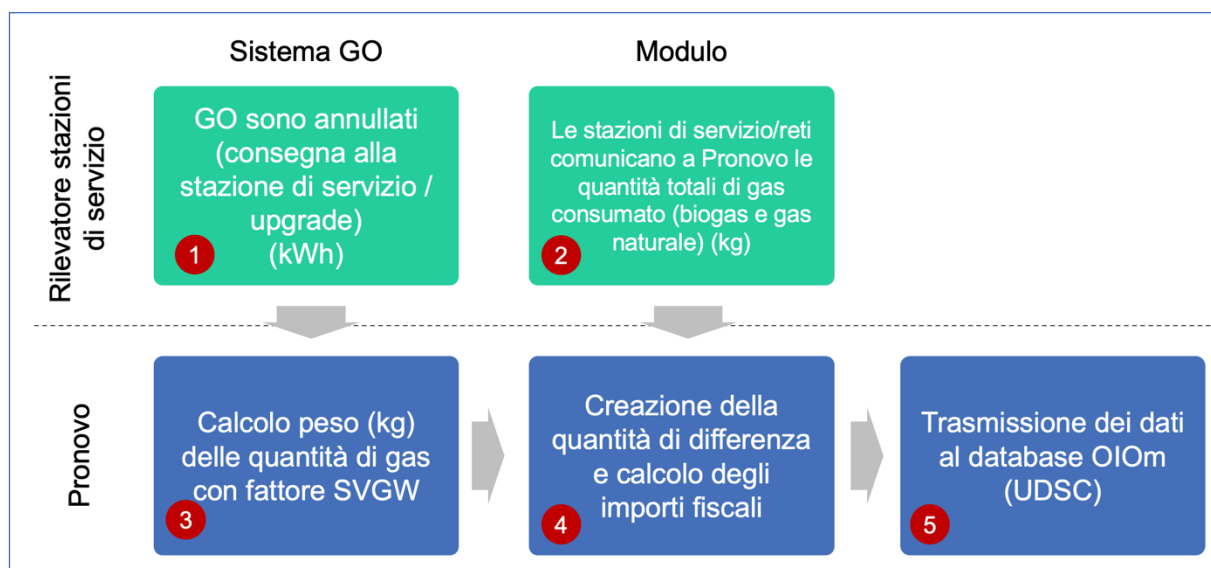 Sistema GO
Modulo
Rilevatore stazioni
di servizio
GO sono annullati
(consegna alla
stazione di servizio /
upgrade)
(kWh)
1
Le stazioni di servizio/reti
comunicano a Pronovo le
quantità totali di gas
consumato (biogas e gas
naturale) (kg)
2
Pronovo
Calcolo peso (kg)
delle quantità di gas
con fattore SVGW
3
Creazione della
quantità di differenza
e calcolo degli
importi fiscali
4
Trasmissione dei dati
al database OIOm
(UDSC)
5